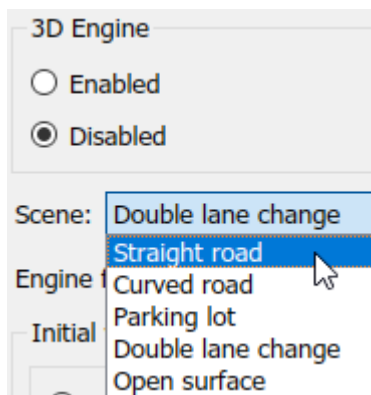 3D Engine
Enabled
Disabled
Scene: Double lane change
Straight road
Engine
Curved road
Parking lot
Initial
Double lane change
Open surface